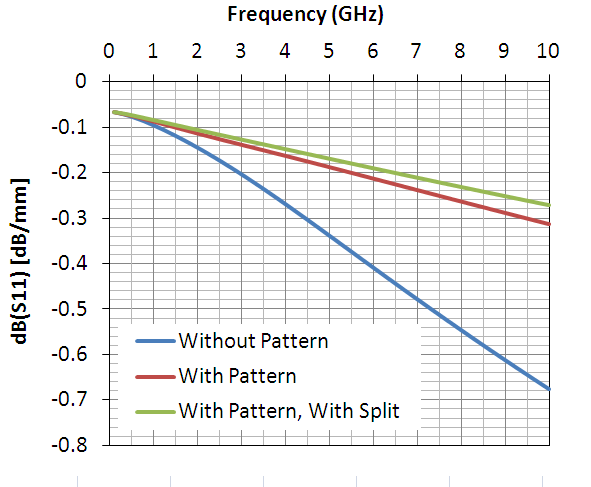 Frequency (GHz)
0 1 2 3 4 5 6 7 8 9 10
0
-0.1
-0.2
-0.3
-0.4
-0.5
-0.6
-0.7
-0.8
dB(S11) [dB/mm]
Without Pattern
With Pattern
With Pattern, With Split